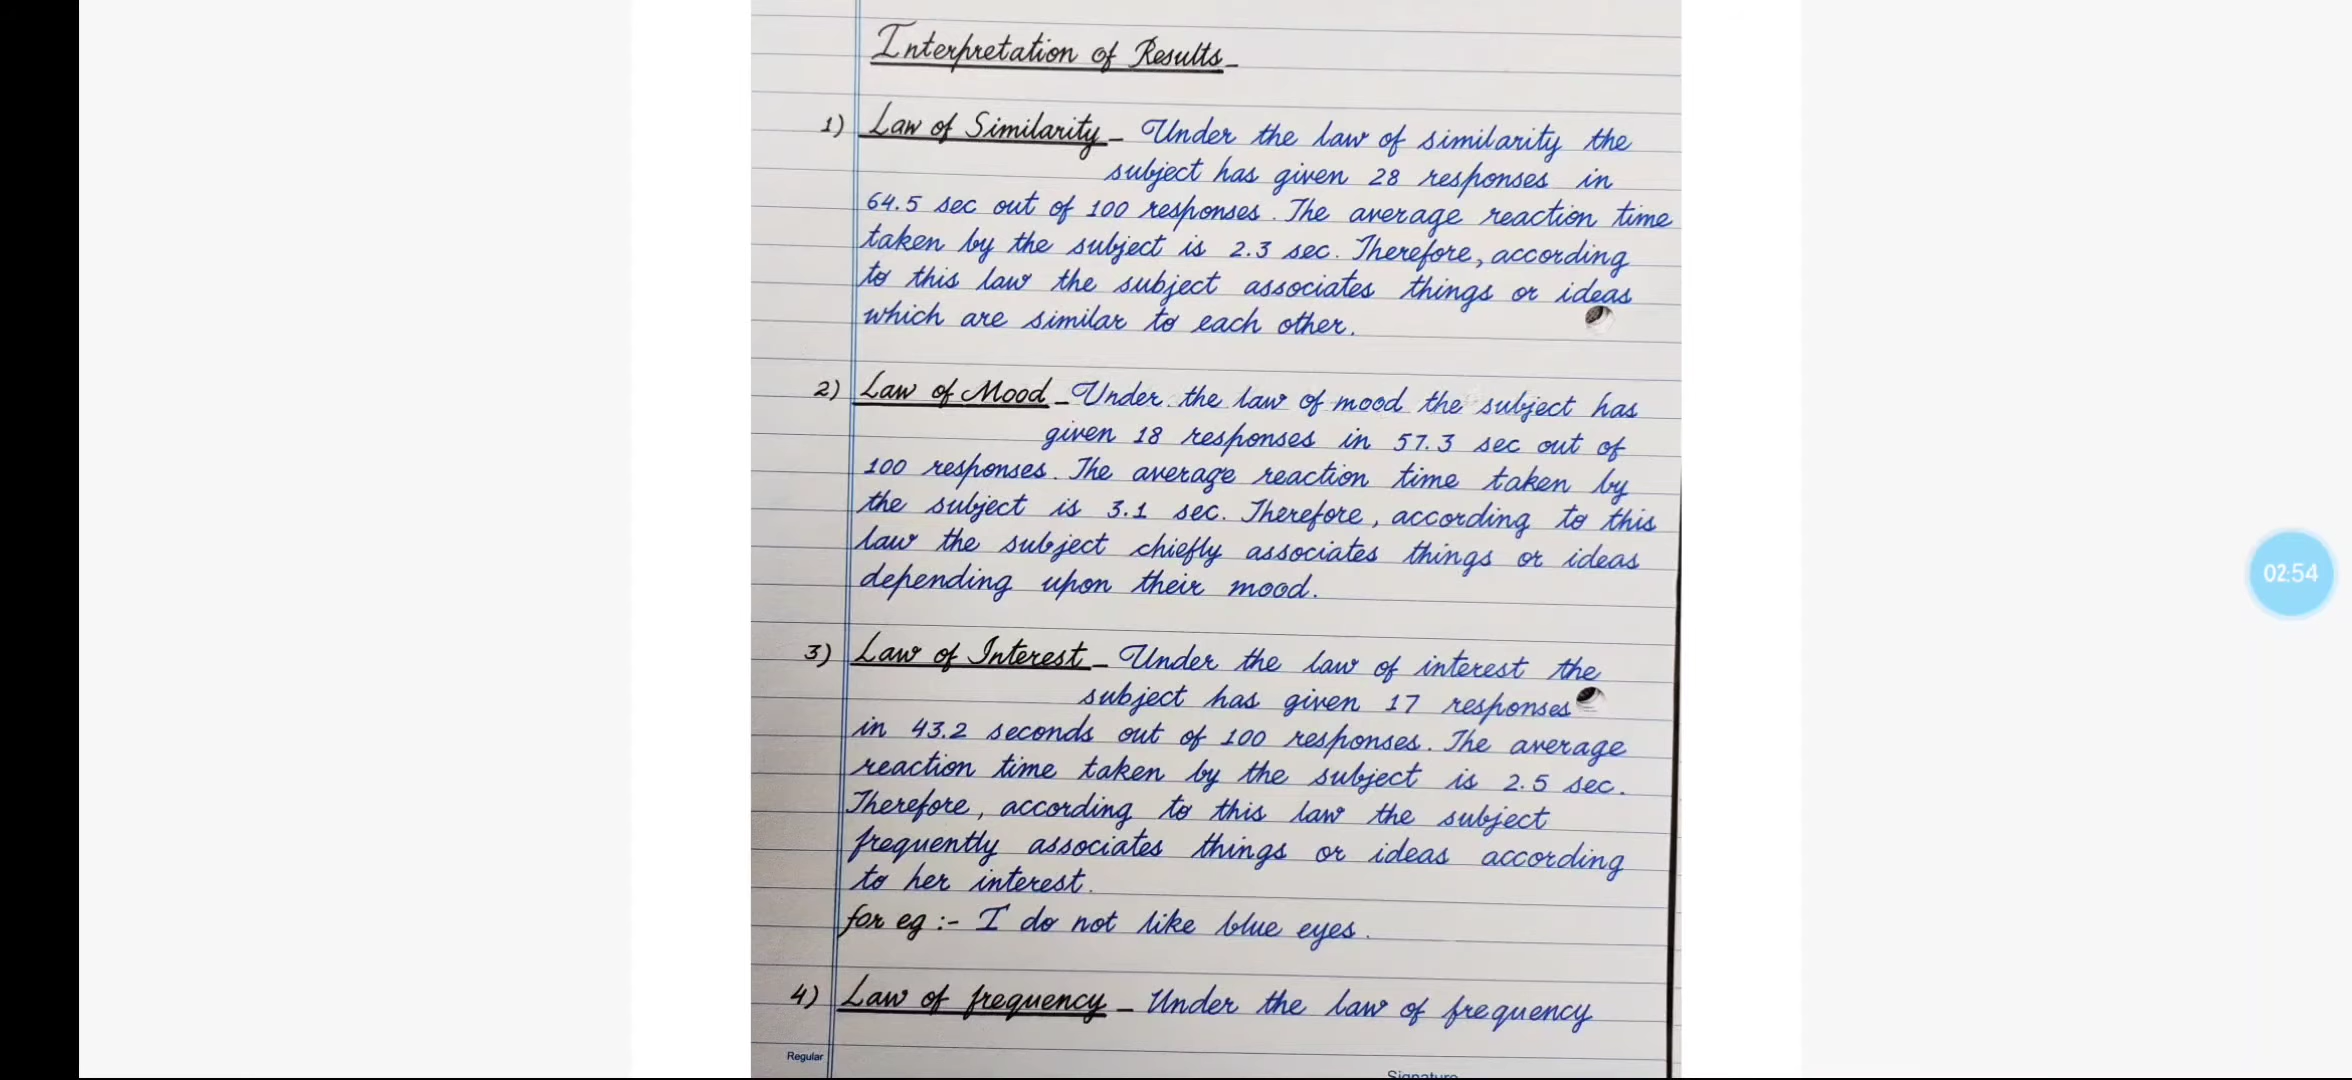 Interpretation of Results -
1) Law of Similarity - Under the law of similarity the
subject has given 28 responses in
64.5 sec out of 100 responses. The average reaction time
taken by the subject is 2.3 sec. Therefore, according
to this law the subject associates things or ideas
which are similar to each other.
2) Law of Mood - Under the law of mood the subject has
given 18 responses in 57.3 sec out of
100 responses. The average reaction time taken by
the subject is 3.1 sec. Therefore, according to this
law the subject chiefly associates things or ideas
depending upon their mood.
3) Law of Interest - Under the law of interest the
subject has given 17 responses
in 43.2 seconds out of 100 responses. The average
reaction time taken by the subject is 2.5 sec.
Therefore, according to this law the subject
frequently associates things or ideas according
to her interest.
for eg :- I do not like blue eyes.
4) Law of frequency - Under the law of frequency
Regular
Signature
02:54